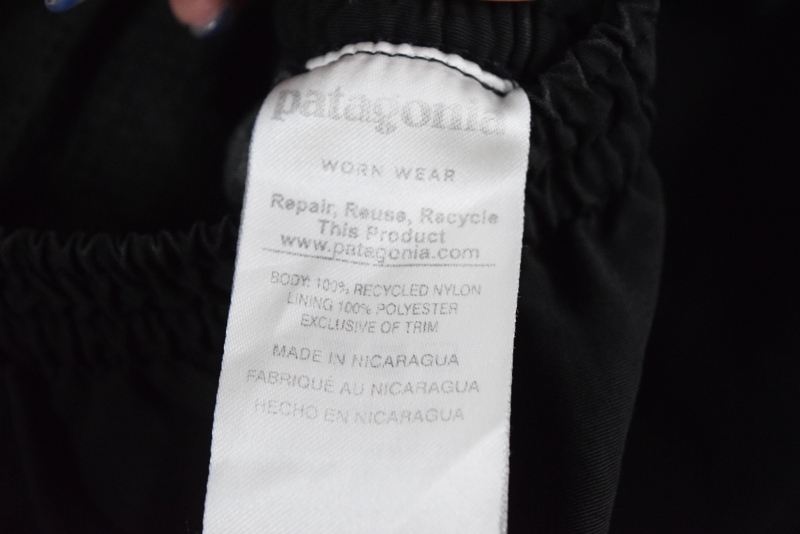 patagonia
WORN WEAR
Repair, Reuse, Recycle
This Product
www.patagonia.com
BODY: 100% RECYCLED NYLON
LINING 100% POLYESTER
EXCLUSIVE OF TRIM
MADE IN NICARAGUA
FABRIQUÉ AU NICARAGUA
HECHO EN NICARAGUA